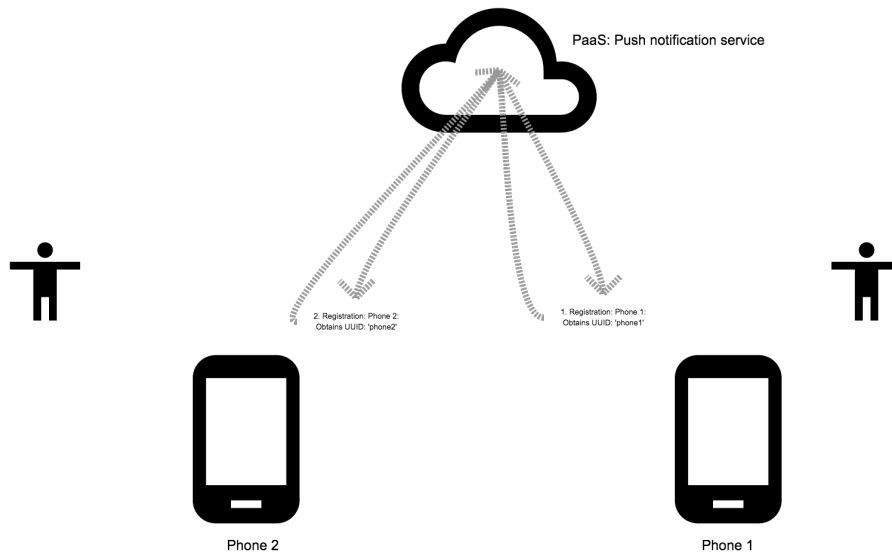 PaaS: Push notification service
2. Registration: Phone 2:
Obtains UUID: 'phone2'
1. Registration: Phone 1:
Obtains UUID: 'phone1'
Phone 2
Phone 1